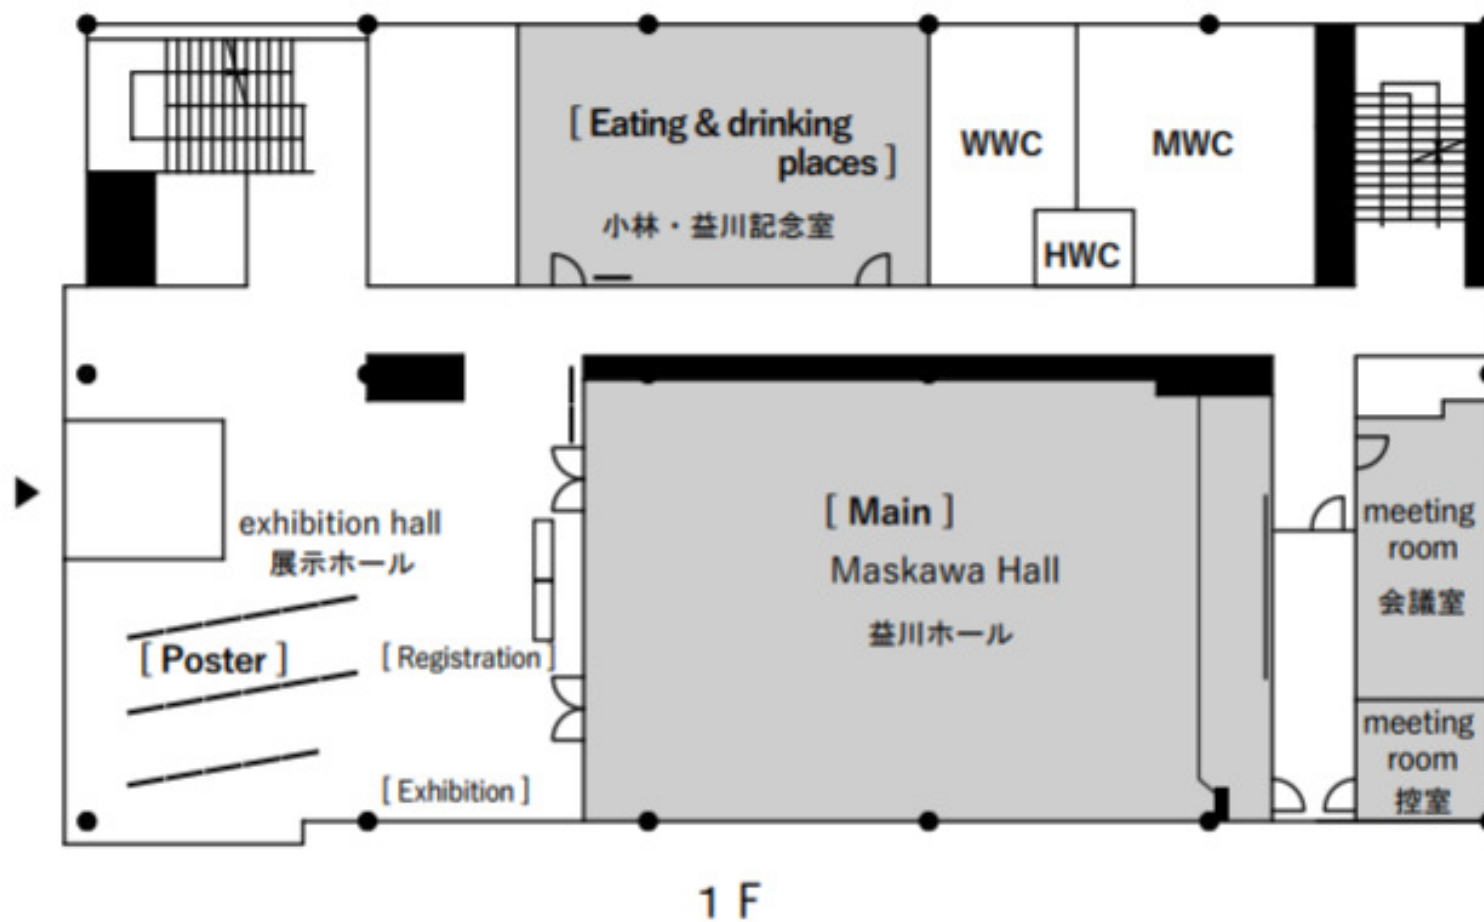 [ Eating & drinking
places ]
小林・益川記念室
WWC
MWC
HWC
exhibition hall
展示ホール
[ Poster ]
[ Registration ]
[ Exhibition ]
[ Main ]
Maskawa Hall
益川ホール
meeting
room
会議室
meeting
room
控室
1 F